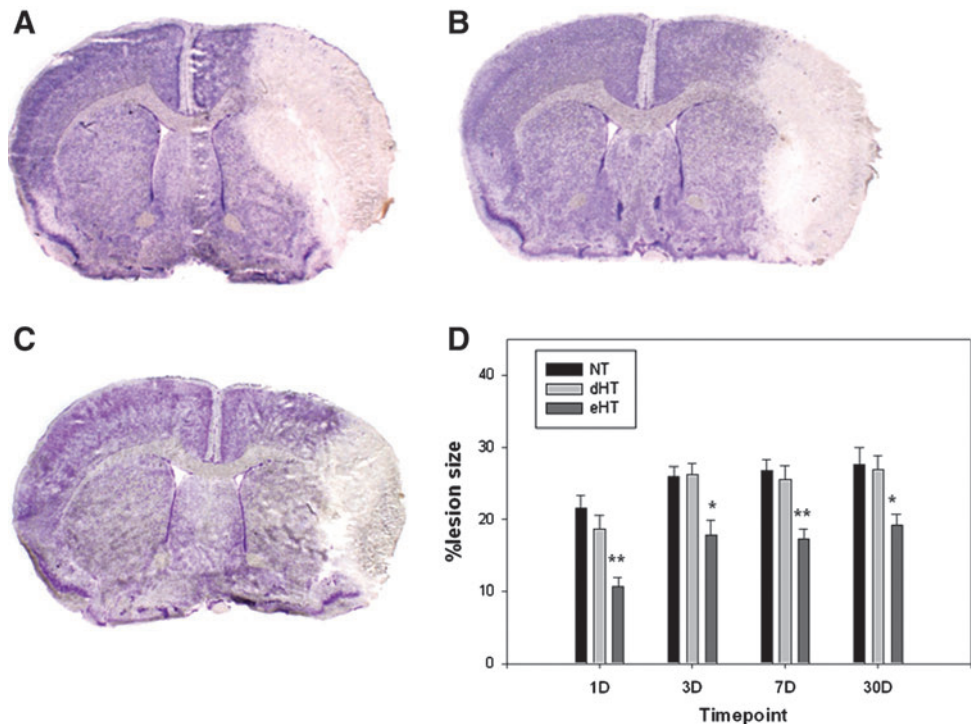 A
B
C
D
NT
dHT
eHT
40
30
20
10
0
%lesion size
**
*
**
*
1D
3D
7D
30D
Timepoint